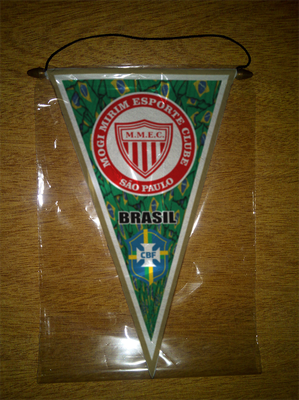 MOGI MIRIM ESPORTE CLUBE
M.M.E.C.
SÃO PAULO
BRASIL
CBF